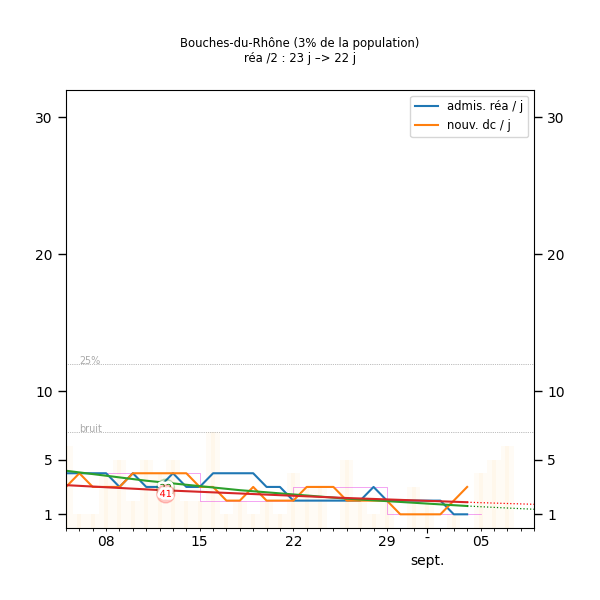 Bouches-du-Rhône (3% de la population)
réa /2 : 23 j –> 22 j
admis. réa / j
nouv. dc / j
30 30
20 20
25%
10 10
bruit
5 5
41
1 1
08 15 22 29 - 05
sept.